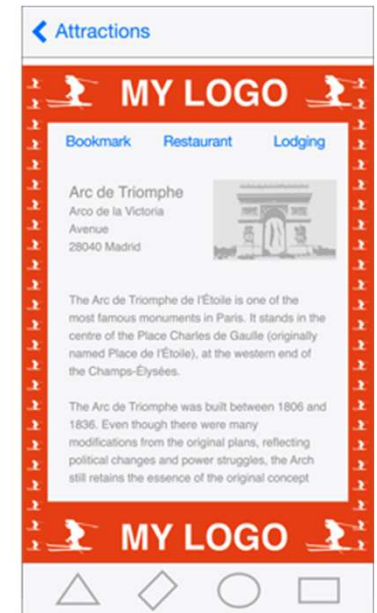 Attractions
MY LOGO
Bookmark Restaurant Lodging
Arc de Triomphe
Arco de la Victoria
Avenue
28040 Madrid
The Arc de Triomphe de l'Étoile is one of the
most famous monuments in Paris. It stands in the
centre of the Place Charles de Gaulle (originally
named Place de l'Étoile), at the western end of
the Champs-Élysées.
The Arc de Triomphe was built between 1806 and
1836. Even though there were many
modifications from the original plans, reflecting
political changes and power struggles, the Arch
still retains the essence of the original concept
MY LOGO